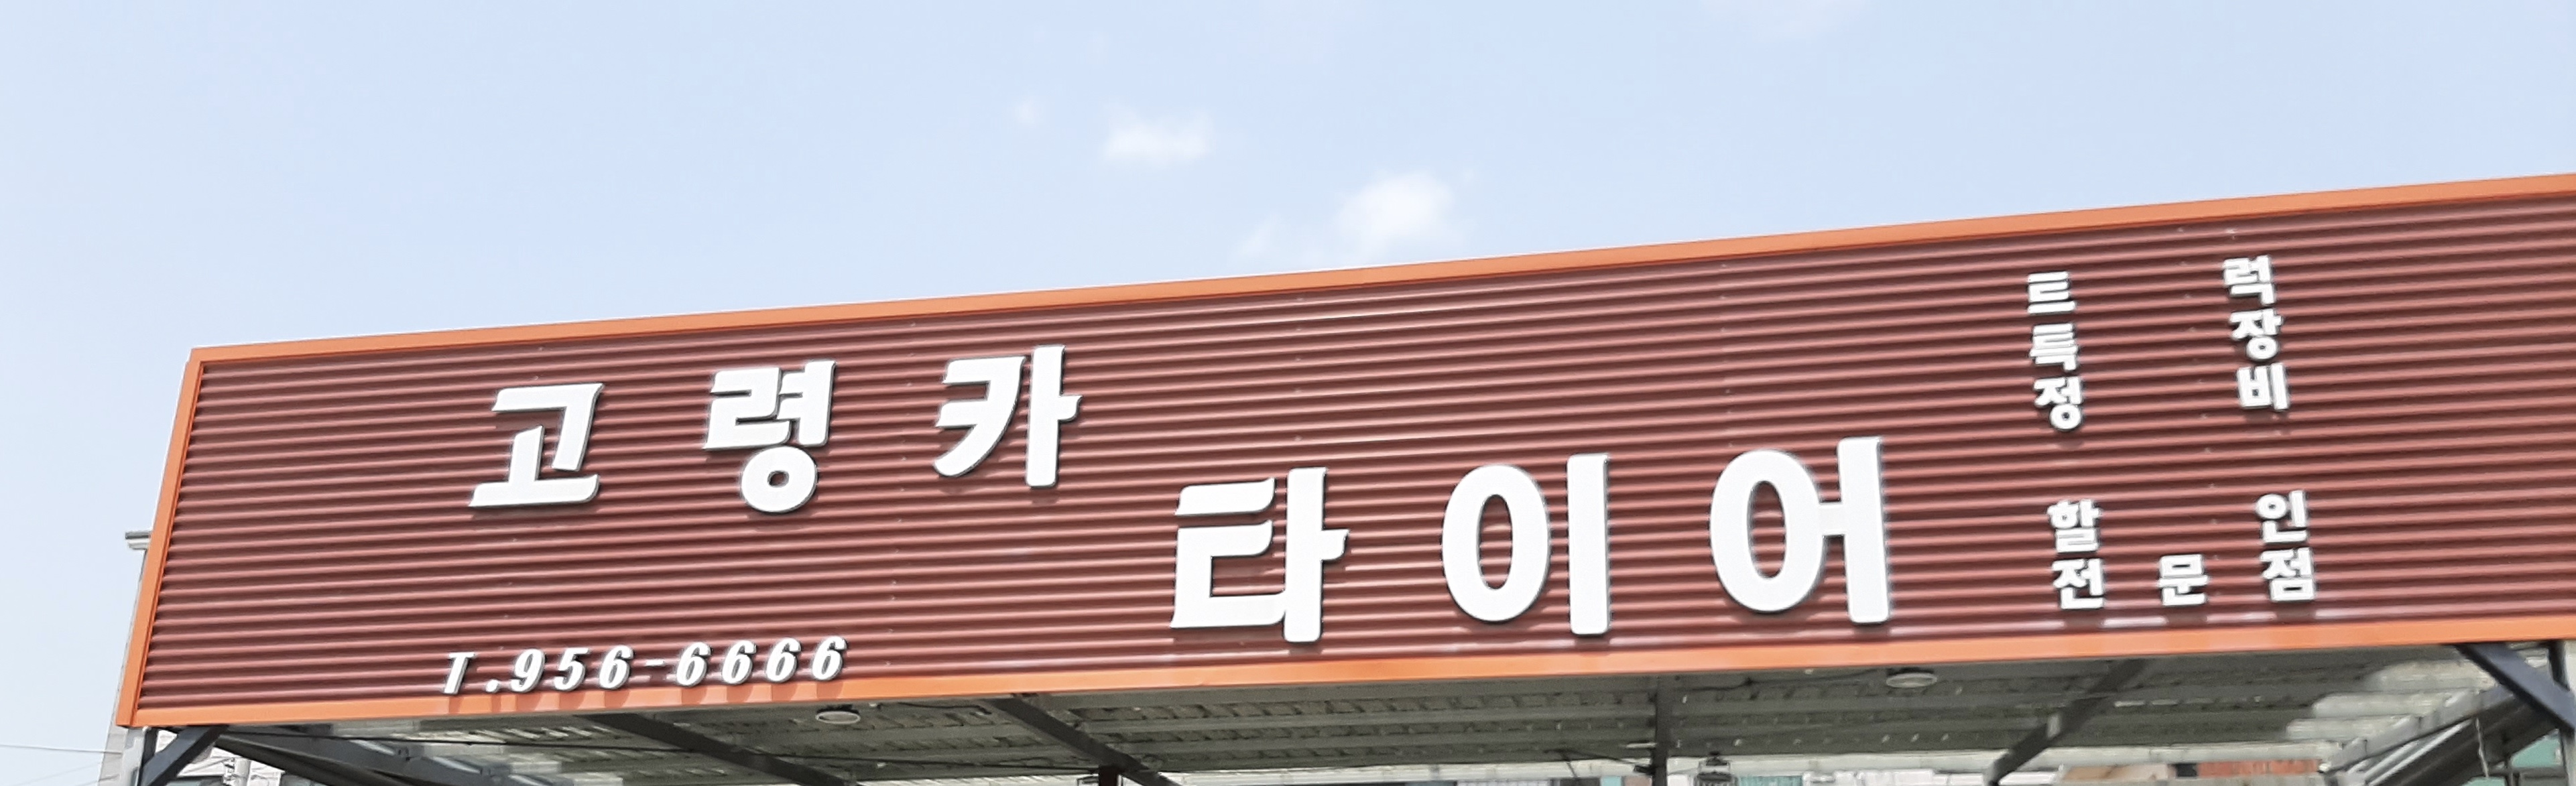 고령카
타이어
T.956-6666
트럭
특장비
정
할인
전문점